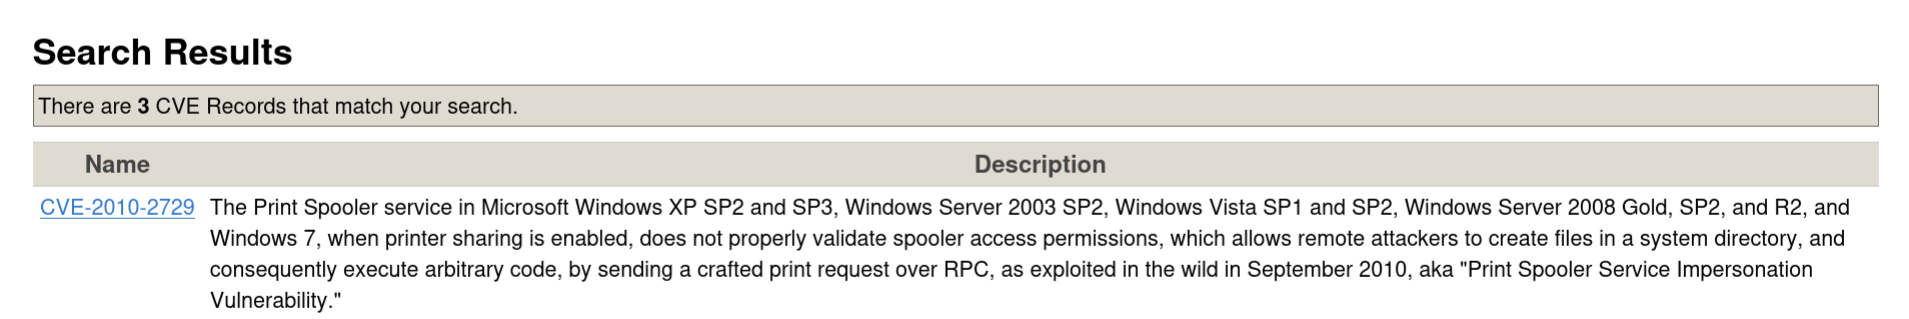 Search Results
There are 3 CVE Records that match your search.
Name Description
CVE-2010-2729 The Print Spooler service in Microsoft Windows XP SP2 and SP3, Windows Server 2003 SP2, Windows Vista SP1 and SP2, Windows Server 2008 Gold, SP2, and R2, and
Windows 7, when printer sharing is enabled, does not properly validate spooler access permissions, which allows remote attackers to create files in a system directory, and
consequently execute arbitrary code, by sending a crafted print request over RPC, as exploited in the wild in September 2010, aka "Print Spooler Service Impersonation
Vulnerability."